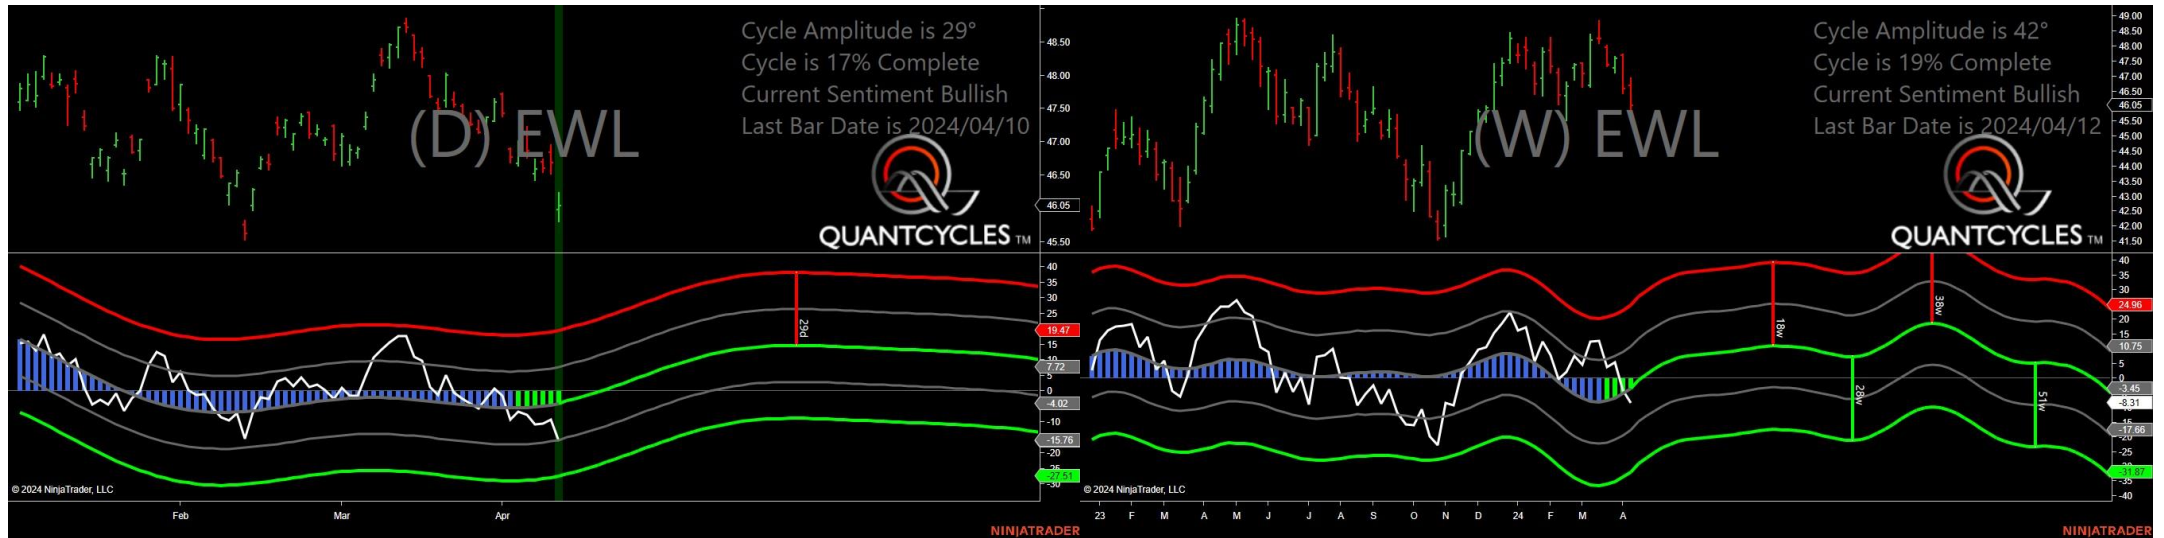 Cycle Amplitude is 29°
Cycle is 17% Complete
Current Sentiment Bullish
Last Bar Date is 2024/04/10
(D) EWL
QUANTCYCLES TM
48.50
48.00
47.50
47.00
46.50
46.05
45.50
40
35
30
25
19.47
15
10
7.72
5
0
-4.02
-10
-15.76
-20
-25
-27.51
-30
29d
© 2024 NinjaTrader, LLC
Feb Mar Apr
NINJATRADER
Cycle Amplitude is 42°
Cycle is 19% Complete
Current Sentiment Bullish
Last Bar Date is 2024/04/12
(W) EWL
QUANTCYCLES TM
49.00
48.50
48.00
47.50
47.00
46.50
46.05
45.50
45.00
44.50
44.00
43.50
43.00
42.50
42.00
41.50
40
35
30
24.96
20
15
10.75
5
0
-3.45
-8.31
-17.66
-20
-25
-31.87
-35
-40
18w
28w
38w
51w
© 2024 NinjaTrader, LLC
23 F M A M J J A S O N D 24 F M A
NINJATRADER